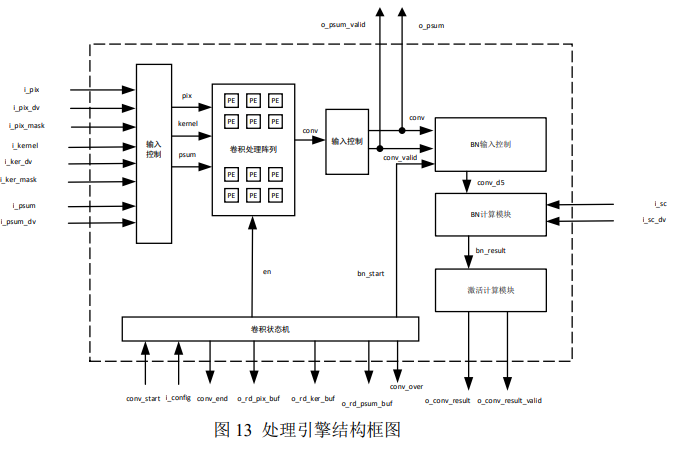 o_psum_valid
o_psum
i_pix
i_pix_dv
i_pix_mask
i_kernel
i_ker_dv
i_ker_mask
i_psum
i_psum_dv
输入
控制
pix
kernel
psum
PE PE PE
PE PE PE
卷积处理阵列
PE PE PE
PE PE PE
conv
输入控制
conv
conv_valid
BN输入控制
conv_d5
BN计算模块
i_sc
i_sc_dv
bn_result
激活计算模块
en
bn_start
卷积状态机
conv_start
i_config
conv_end
o_rd_pix_buf
o_rd_ker_buf
o_rd_psum_buf
conv_over
o_conv_result
o_conv_result_valid
图 13 处理引擎结构框图